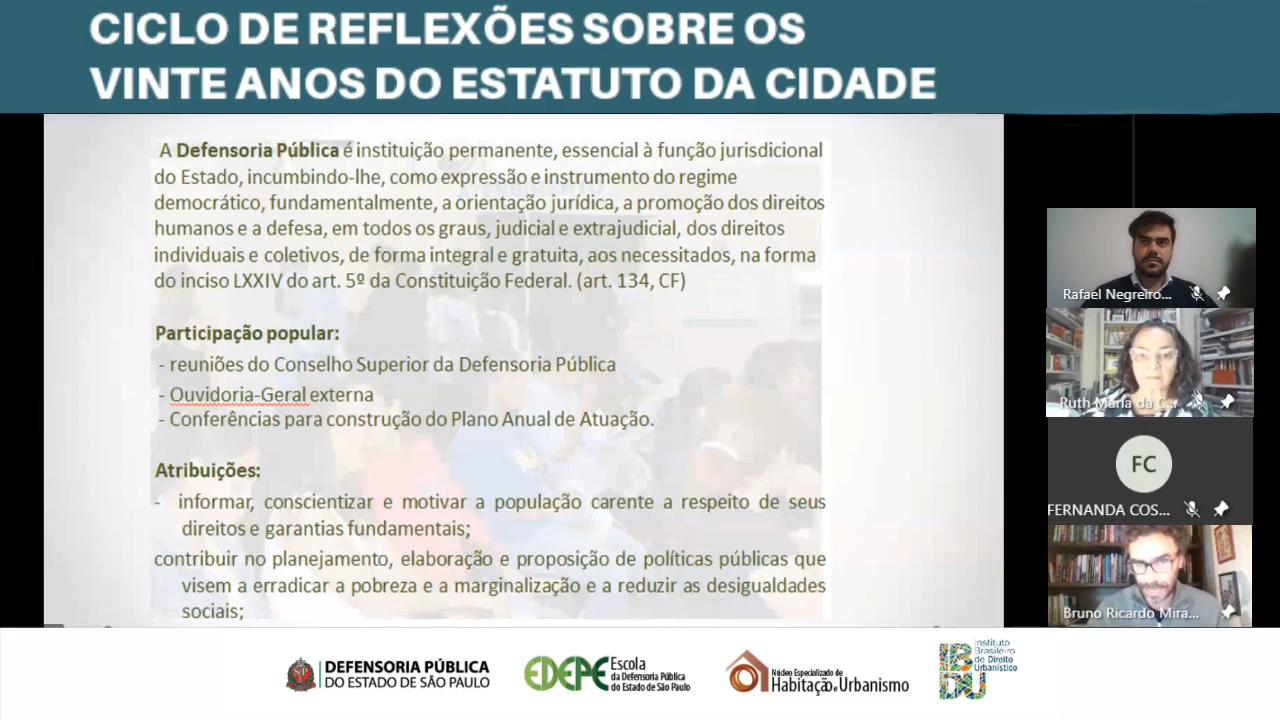 CICLO DE REFLEXÕES SOBRE OS
VINTE ANOS DO ESTATUTO DA CIDADE
A Defensoria Pública é instituição permanente, essencial à função jurisdicional
do Estado, incumbindo-lhe, como expressão e instrumento do regime
democrático, fundamentalmente, a orientação jurídica, a promoção dos direitos
humanos e a defesa, em todos os graus, judicial e extrajudicial, dos direitos
individuais e coletivos, de forma integral e gratuita, aos necessitados, na forma
do inciso LXXIV do art. 5º da Constituição Federal. (art. 134, CF)
Participação popular:
- reuniões do Conselho Superior da Defensoria Pública
- Ouvidoria-Geral externa
- Conferências para construção do Plano Anual de Atuação.
Atribuições:
- informar, conscientizar e motivar a população carente a respeito de seus
direitos e garantias fundamentais;
contribuir no planejamento, elaboração e proposição de políticas públicas que
visem a erradicar a pobreza e a marginalização e a reduzir as desigualdades
sociais;
Rafael Negreiro...
Ruth Maria da C...
FC
FERNANDA COS...
Bruno Ricardo Mira...
DEFENSORIA PÚBLICA
DO ESTADO DE SÃO PAULO
EDEPE
Escola
da Defensoria Pública
do Estado de São Paulo
Núcleo Especializado de
Habitação e Urbanismo
IBDU
Instituto
Brasileiro
de Direito
Urbanístico